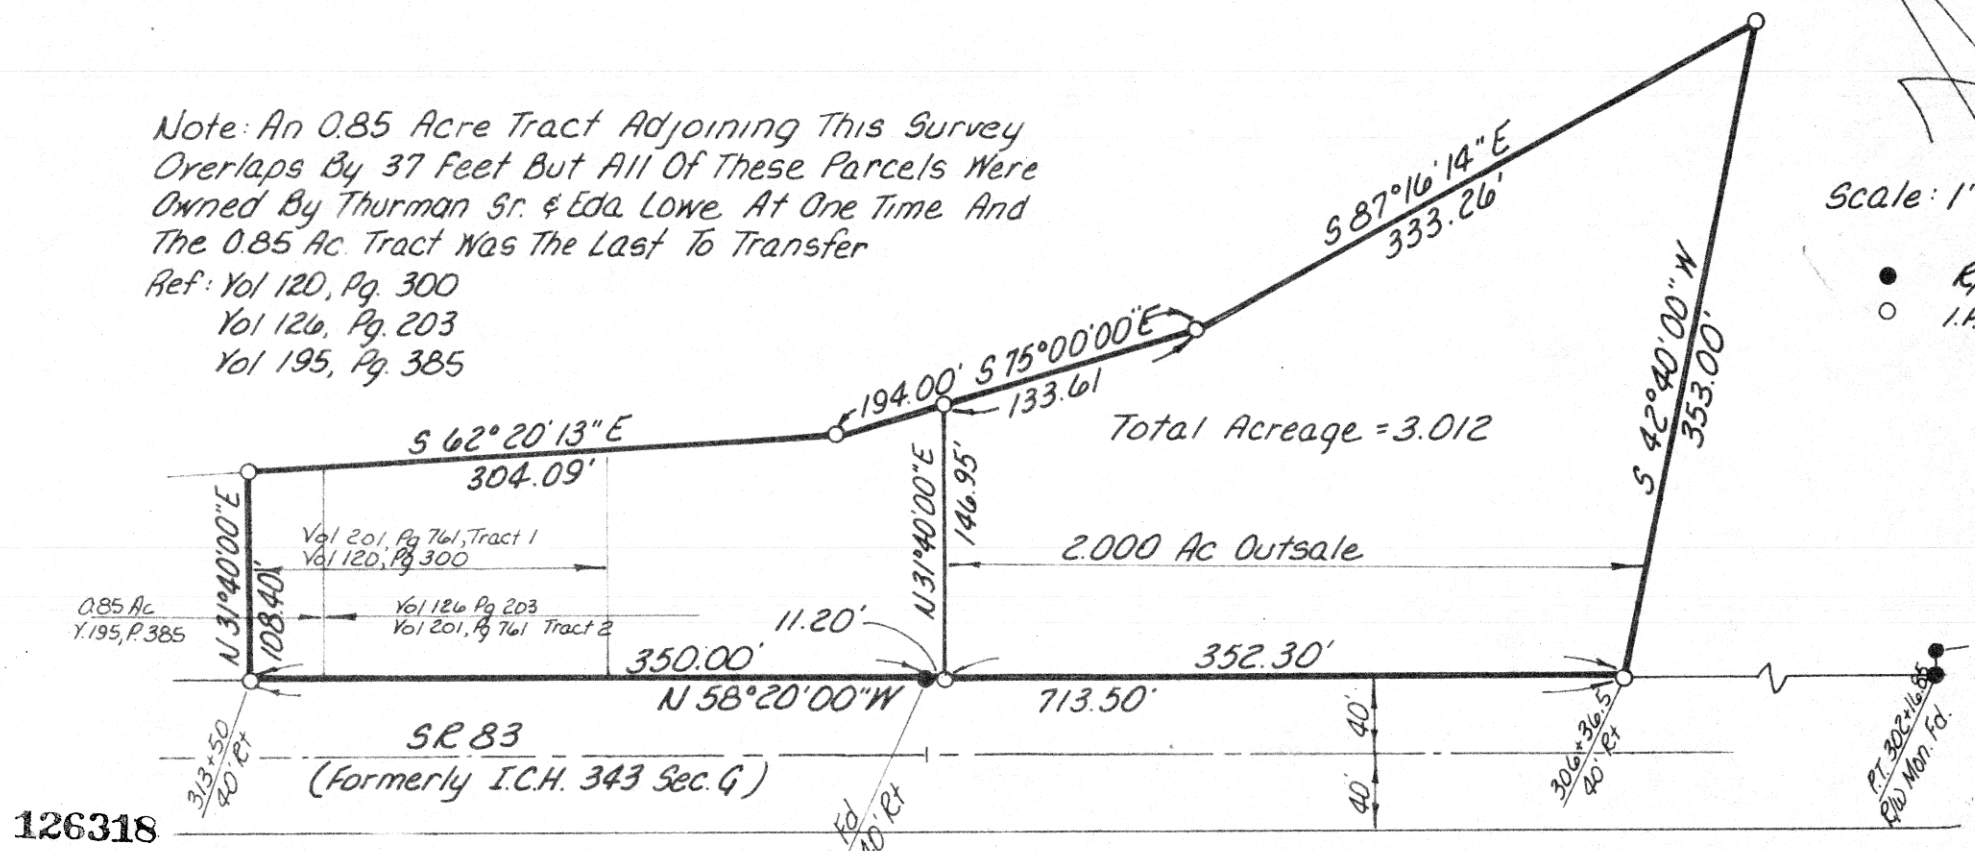 Note: An 0.85 Acre Tract Adjoining This Survey
Overlaps By 37 Feet But All Of These Parcels Were
Owned By Thurman Sr. & Eda Lowe At One Time And
The 0.85 Ac. Tract Was The Last To Transfer
Ref: Vol 120, Pg. 300
Vol 126, Pg. 203
Vol 195, Pg. 385
S 87°16'14" E
333.26'
Scale: 1"
S 42°40'00" W
353.00'
194.00'
S 75°00'00" E
133.61
Total Acreage = 3.012
S 62°20'13" E
304.09'
N 31°40'00" E
108.40'
Vol 201, Pg 761, Tract 1
Vol 120, Pg 300
0.85 Ac
V.195, P.385
Vol 126 Pg 203
Vol 201, Pg 761 Tract 2
N 31°40'00" E
146.95'
2.000 Ac Outsale
11.20'
350.00'
352.30'
N 58°20'00" W
713.50'
SR 83
(Formerly I.C.H. 343 Sec. G)
313+50
40' Rt
Fd
40' Rt
40'
40'
306+36.5
40' Rt
P.T. 302+16.85
R/W Mon. Fd.
126318